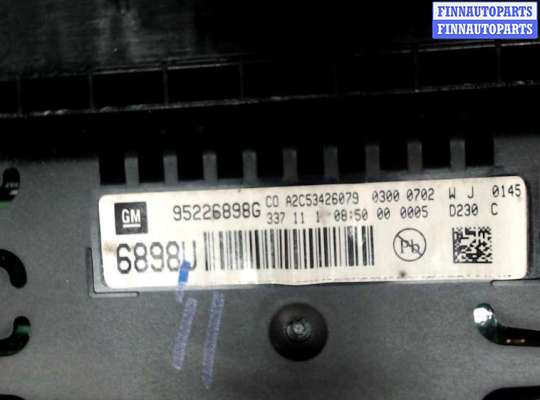 FINNAUTOPARTS
FINNAUTOPARTS
GM 95226898G CO A2C53426079 0300 0702 W J 0145
337 11 1 08:50 00 0005 D230 C
6898U
Pb